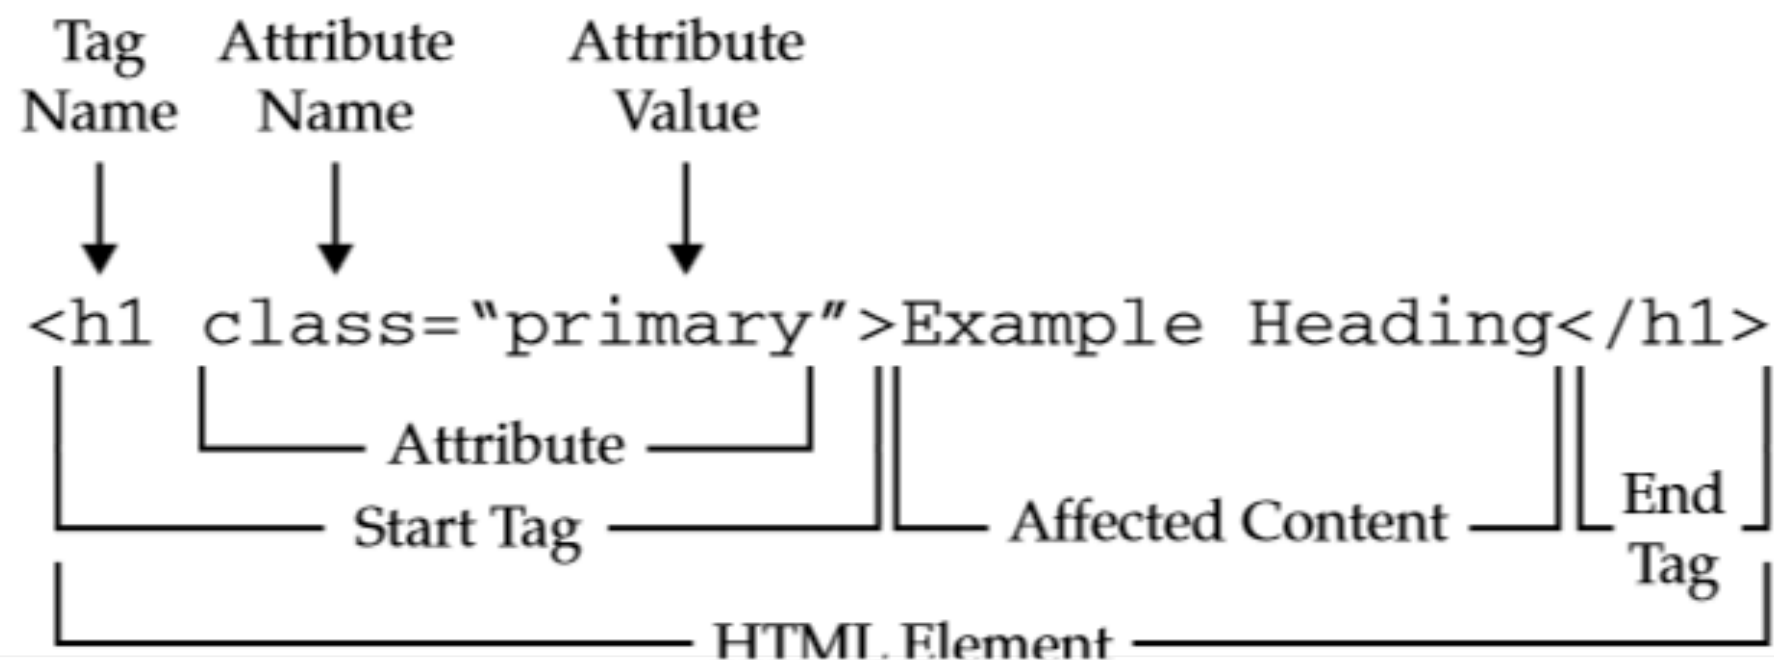 Tag Attribute Attribute
Name Name Value
<h1 class=“primary”>Example Heading</h1>
Attribute
Start Tag Affected Content End
Tag
HTML Element